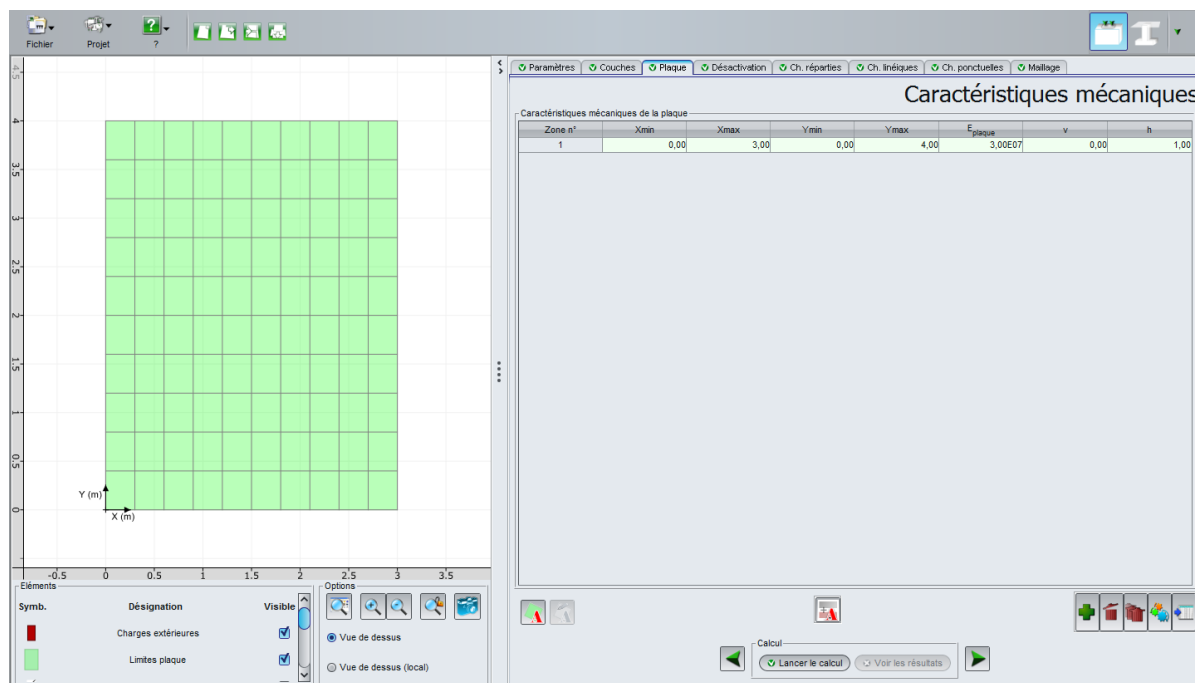 Fichier Projet ?
Paramètres Couches Plaque Désactivation Ch. réparties Ch. linéiques Ch. ponctuelles Maillage
Caractéristiques mécaniques
Caractéristiques mécaniques de la plaque
Zone n° Xmin Xmax Ymin Ymax E plaque ν h
1 0,00 3,00 0,00 4,00 3,00E07 0,00 1,00
4.5
4
3.5
3
2.5
2
1.5
1
0.5
0
Y (m)
X (m)
-0.5 0 0.5 1 1.5 2 2.5 3 3.5
Eléments
Symb. Désignation Visible
Charges extérieures
Limites plaque
Options
Vue de dessus
Vue de dessus (local)
Calcul
Lancer le calcul Voir les résultats